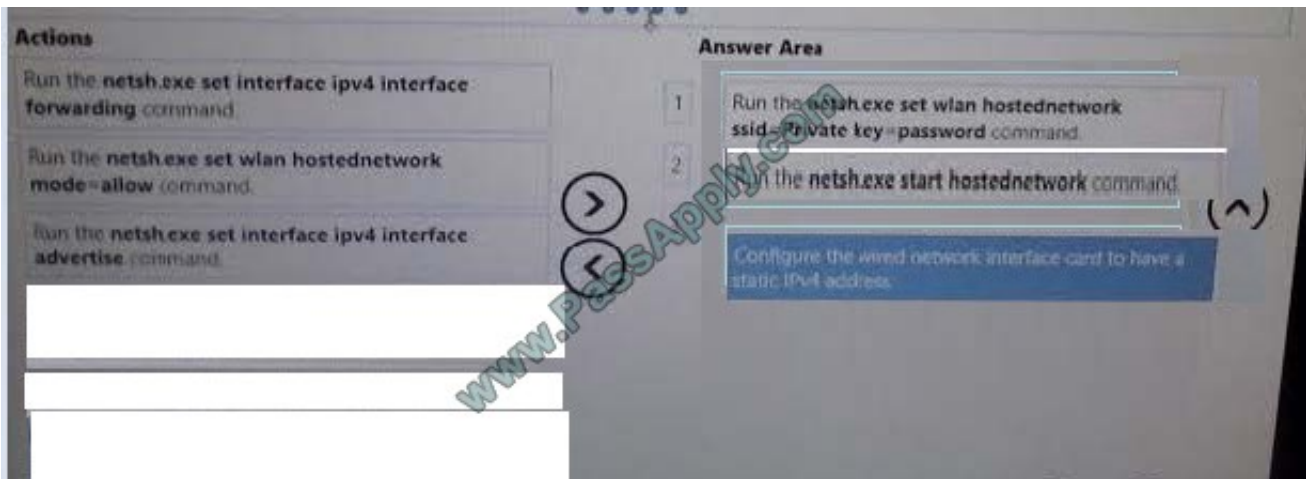 Actions
Run the netsh.exe set interface ipv4 interface
forwarding command.
Run the netsh.exe set wlan hostednetwork
mode=allow command.
Run the netsh.exe set interface ipv4 interface
advertise command.
Answer Area
1
Run the netsh.exe set wlan hostednetwork
ssid=Private key=password command.
2
Run the netsh.exe start hostednetwork command.
Configure the wired network interface card to have a
static IPv4 address.
www.PassApply.com